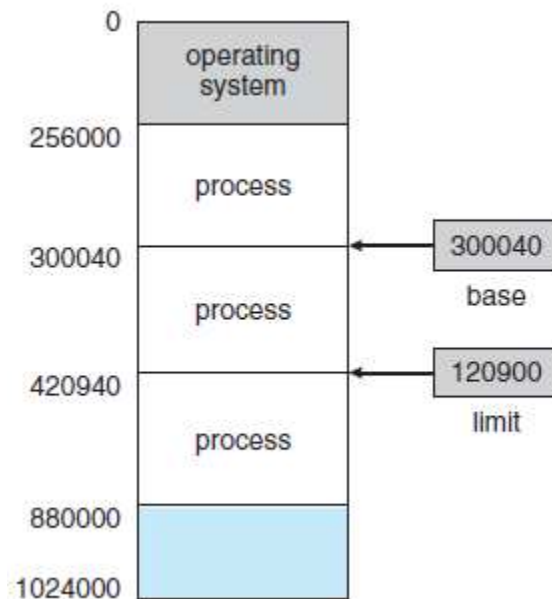 0
operating
system
256000
process
300040
300040
base
process
420940
120900
limit
process
880000
1024000